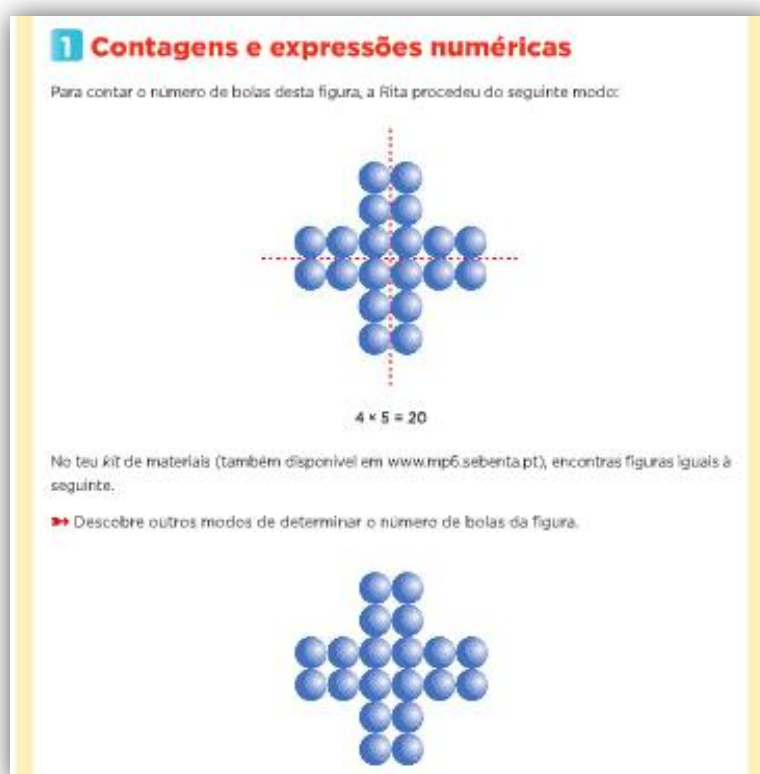 1 Contagens e expressões numéricas
Para contar o número de bolas desta figura, a Rita procedeu do seguinte modo:
4 × 5 = 20
No teu kit de materiais (também disponível em www.mp6.sebenta.pt), encontras figuras iguais à
seguinte.
Descobre outros modos de determinar o número de bolas da figura.